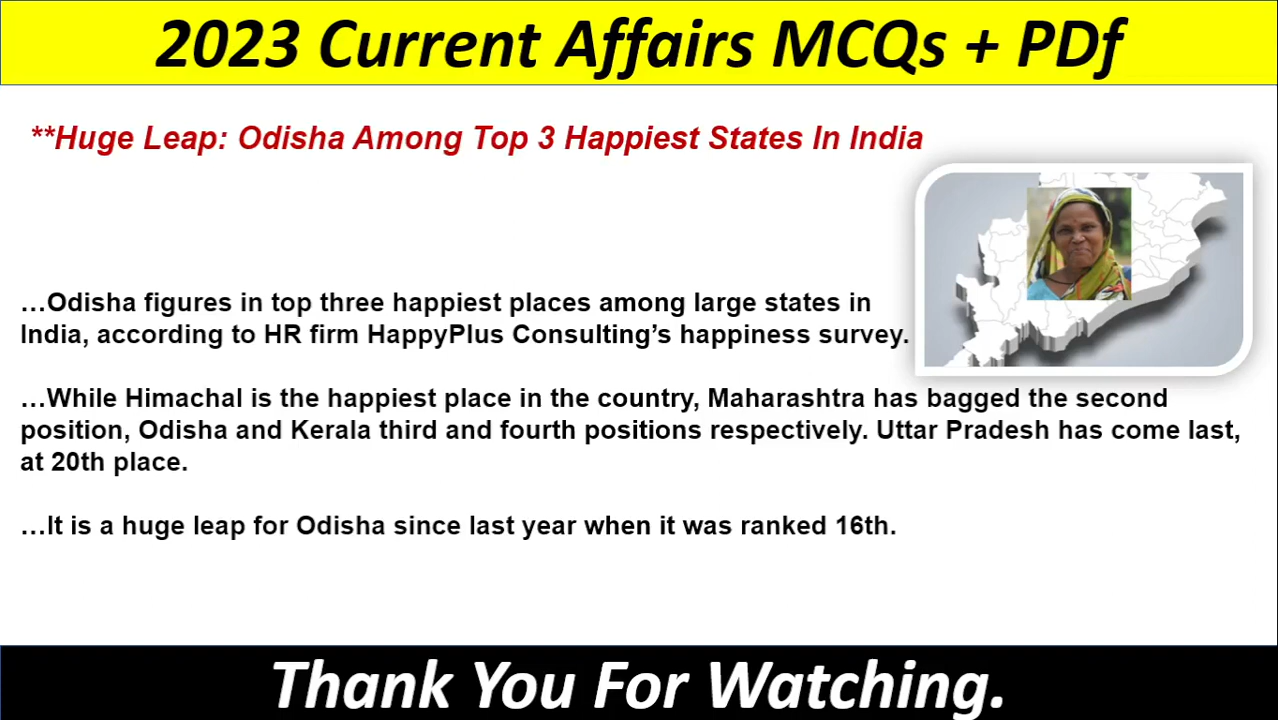 2023 Current Affairs MCQs + PDf
**Huge Leap: Odisha Among Top 3 Happiest States In India
…Odisha figures in top three happiest places among large states in
India, according to HR firm HappyPlus Consulting’s happiness survey.
…While Himachal is the happiest place in the country, Maharashtra has bagged the second
position, Odisha and Kerala third and fourth positions respectively. Uttar Pradesh has come last,
at 20th place.
…It is a huge leap for Odisha since last year when it was ranked 16th.
Thank You For Watching.